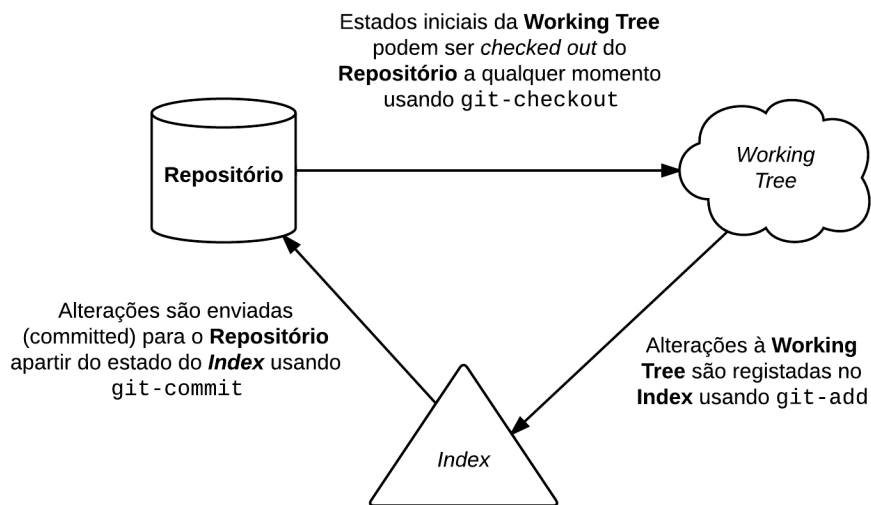 Estados iniciais da Working Tree
podem ser checked out do
Repositório a qualquer momento
usando git-checkout
Repositório
Working
Tree
Alterações são enviadas
(committed) para o Repositório
apartir do estado do Index usando
git-commit
Alterações à Working
Tree são registadas no
Index usando git-add
Index